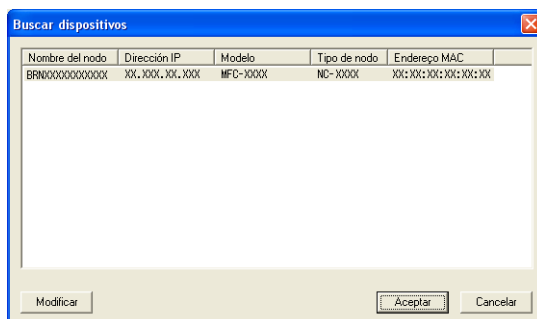 Buscar dispositivos
Nombre del nodo Dirección IP Modelo Tipo de nodo Endereço MAC
BRNXXXXXXXXXXXX XX.XXX.XX.XXX MFC-XXXX NC-XXXX XX:XX:XX:XX:XX:XX
Modificar Aceptar Cancelar